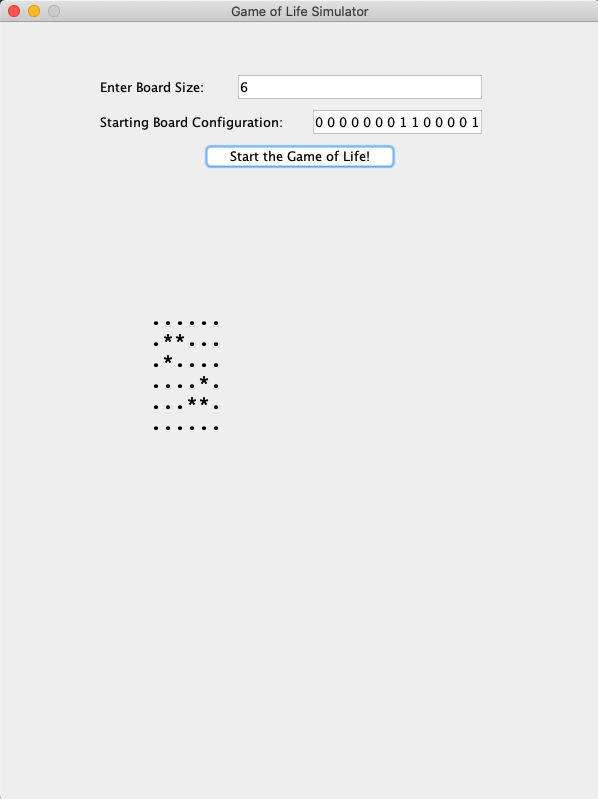 Game of Life Simulator
Enter Board Size: 6
Starting Board Configuration: 0 0 0 0 0 0 0 1 1 0 0 0 0 1
Start the Game of Life!
......
.**...
.*....
....*.
...**.
......